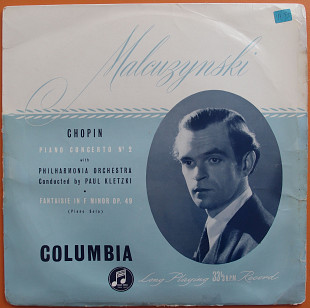 Malcuzynski
CHOPIN
PIANO CONCERTO Nº 2
with
PHILHARMONIA ORCHESTRA
Conducted by PAUL KLETZKI
FANTAISIE IN F MINOR OP. 49
(Piano Solo)
COLUMBIA
Long Playing 33⅓ R.P.M. Record